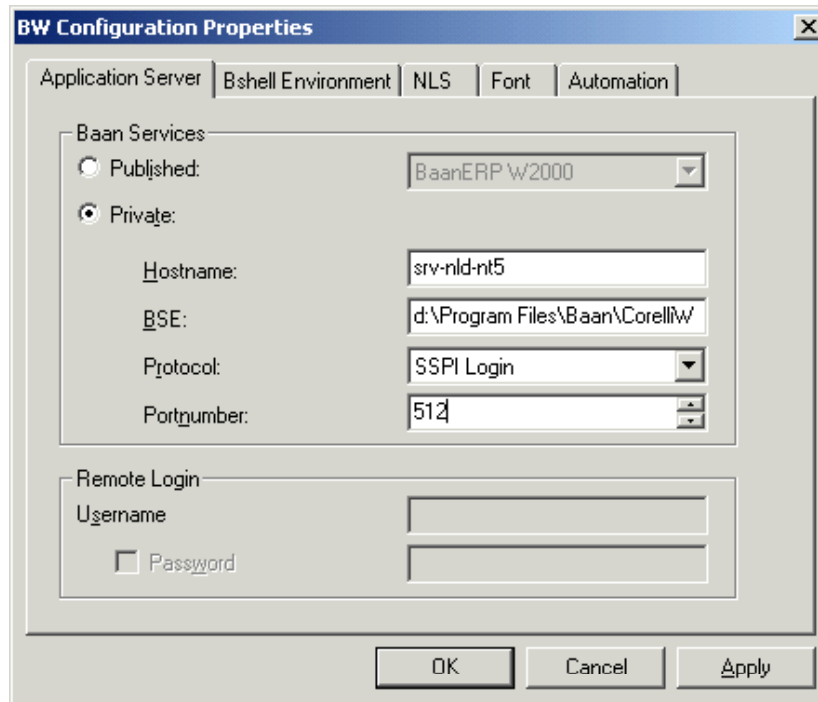 BW Configuration Properties
Application Server Bshell Environment NLS Font Automation
Baan Services
Published: BaanERP W2000
Private:
Hostname: srv-nld-nt5
BSE: d:\Program Files\Baan\CorelliW
Protocol: SSPI Login
Portnumber: 512
Remote Login
Username
Password
OK Cancel Apply